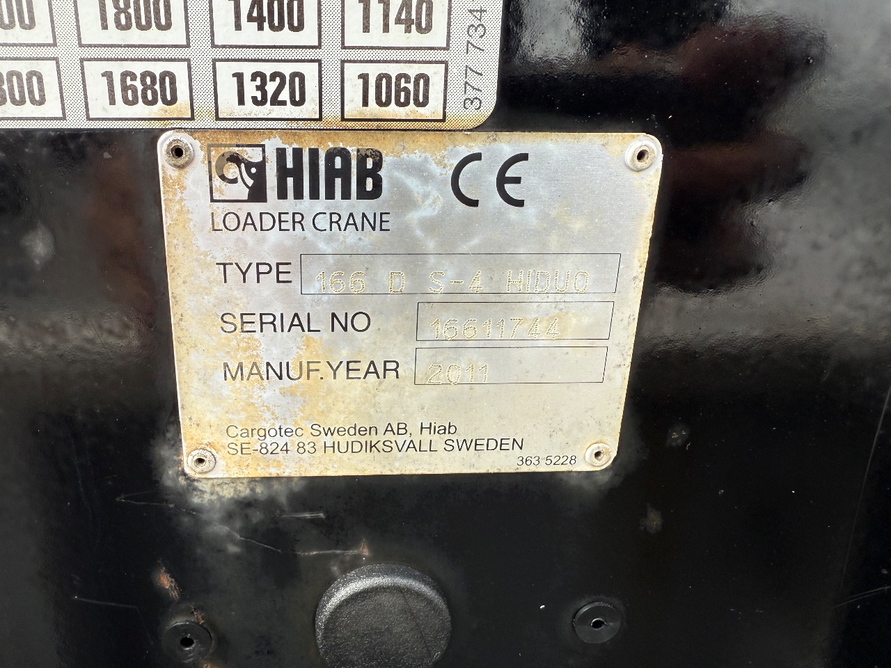 1800 1400 1140
1680 1320 1060
377 734
HIAB CE
LOADER CRANE
TYPE 166 D S-4 HIDUO
SERIAL NO 16611744
MANUF.YEAR 2011
Cargotec Sweden AB, Hiab
SE-824 83 HUDIKSVALL SWEDEN
363 5228